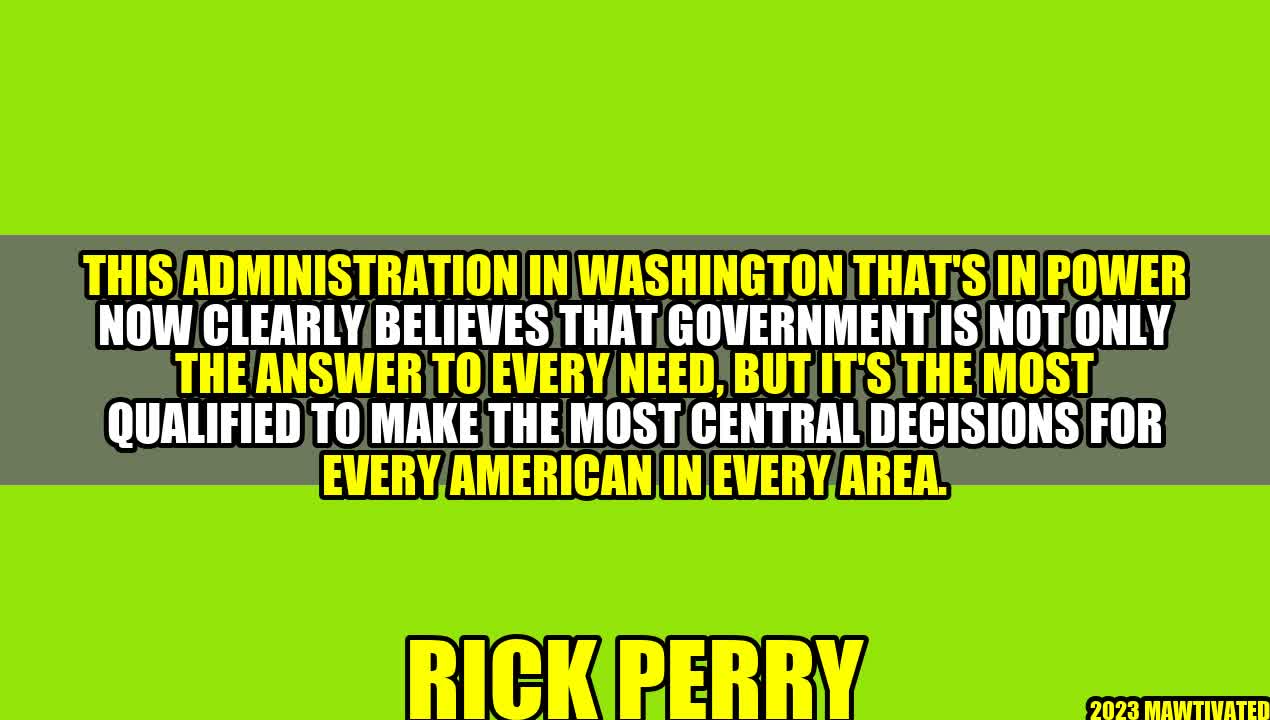 THIS ADMINISTRATION IN WASHINGTON THAT'S IN POWER
NOW CLEARLY BELIEVES THAT GOVERNMENT IS NOT ONLY
THE ANSWER TO EVERY NEED, BUT IT'S THE MOST
QUALIFIED TO MAKE THE MOST CENTRAL DECISIONS FOR
EVERY AMERICAN IN EVERY AREA.
RICK PERRY
2023 MAWTIVATED